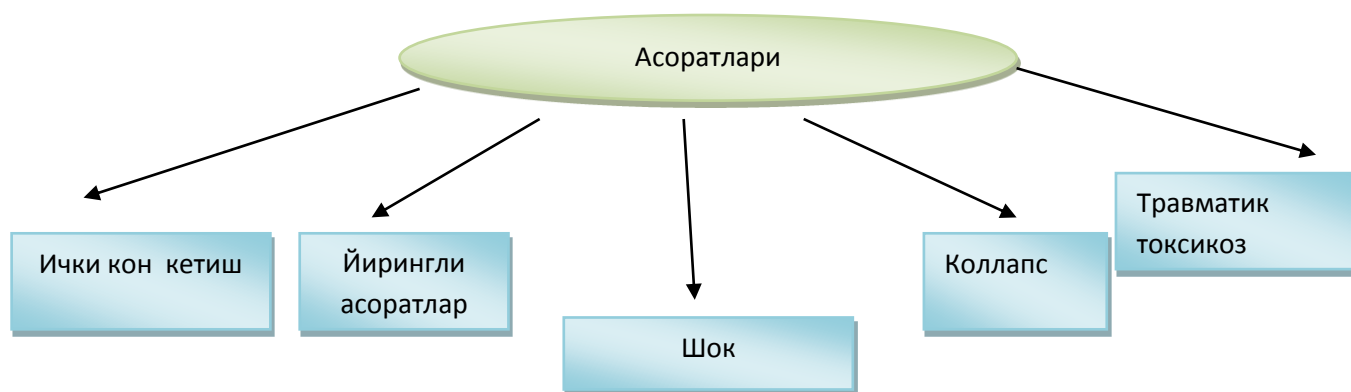 Асоратлари
Ички кон кетиш
Йирингли
асоратлар
Шок
Коллапс
Травматик
токсикоз